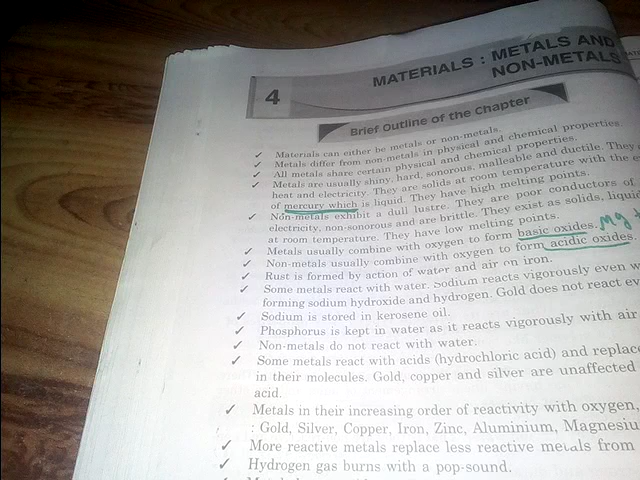 4
MATERIALS : METALS AND
NON-METALS
Brief Outline of the Chapter
✓ Materials can either be metals or non-metals.
✓ Metals differ from non-metals in physical and chemical properties.
✓ All metals share certain physical and chemical properties.
✓ Metals are usually shiny, hard, sonorous, malleable and ductile. They
heat and electricity. They are solids at room temperature with the
of mercury which is liquid. They have high melting points.
✓ Non-metals exhibit a dull lustre. They are poor conductors of
electricity, non-sonorous and are brittle. They exist as solids,
at room temperature. They have low melting points.
✓ Metals usually combine with oxygen to form basic oxides. Mg
✓ Non-metals usually combine with oxygen to form acidic oxides.
✓ Rust is formed by action of water and air on iron.
✓ Some metals react with water. Sodium reacts vigorously even
forming sodium hydroxide and hydrogen. Gold does not react
✓ Sodium is stored in kerosene oil.
✓ Phosphorus is kept in water as it reacts vigorously with air
✓ Non-metals do not react with water.
✓ Some metals react with acids (hydrochloric acid) and
in their molecules. Gold, copper and silver are unaffected
acid.
✓ Metals in their increasing order of reactivity with oxygen,
: Gold, Silver, Copper, Iron, Zinc, Aluminium,
✓ More reactive metals replace less reactive metals from
✓ Hydrogen gas burns with a pop-sound.